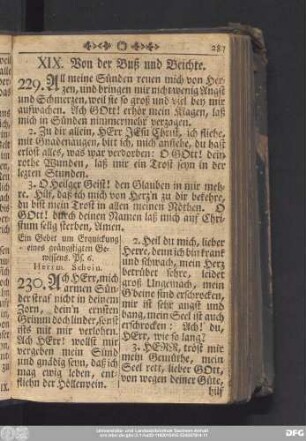 287
XIX. Von der Buß und Beichte.
229. All meine Sünden reuen mich von Her-
zen, und bringen mir nicht wenig Angst
und Schmerzen, weil sie so groß und viel bey mir
aufwachen. Ach GOtt! erhör mein Klagen, laß
mich in Sünden nimmermehr verzagen.
2. Zu dir allein, HErr JEsu Christ, ich fliehe,
mit Gnadenaugen, bitt ich, mich ansiehe, du hast
erlöst alles, was war verdorben: O GOtt! dein
rothe Wunden, laß mir ein Trost seyn in der
letzten Stunden.
3. O Heilger Geist! den Glauben in mir meh-
re. Hilf, daß ich mich von Herzn zu dir bekehre,
du bist mein Trost in allen meinen Nöthen. O
GOtt! durch deinen Namen laß mich auf Chri-
stum selig sterben, Amen.
Ein Gebet um Erquickung
eines geängstigten Ge-
wissens. Ps. 6.
Herrm. Schein.
230. Ach HErr, mich
armen Sün-
der straf nicht in deinem
Zorn, dein'n ernsten
Grimm doch linder, sonst
ists mit mir verlohren.
Ach HErr! wollst mir
vergeben mein Sünd
und gnädig seyn, daß ich
mag ewig leben, ent-
fliehn der Höllenpein.
2. Heil du mich, lieber
Herre, denn ich bin krank
und schwach, mein Herz
betrübet sehre, leidet
groß Ungemach, mein
Gbeine sind erschrocken,
mir ist sehr angst und
bang, mein Seel ist auch
erschrocken: Ach! du,
HErr, wie so lang?
3. HERR, tröst mir
mein Gemüthe, mein
Seel rett, lieber GOtt,
von wegen deiner Güte,
hilf
DFG